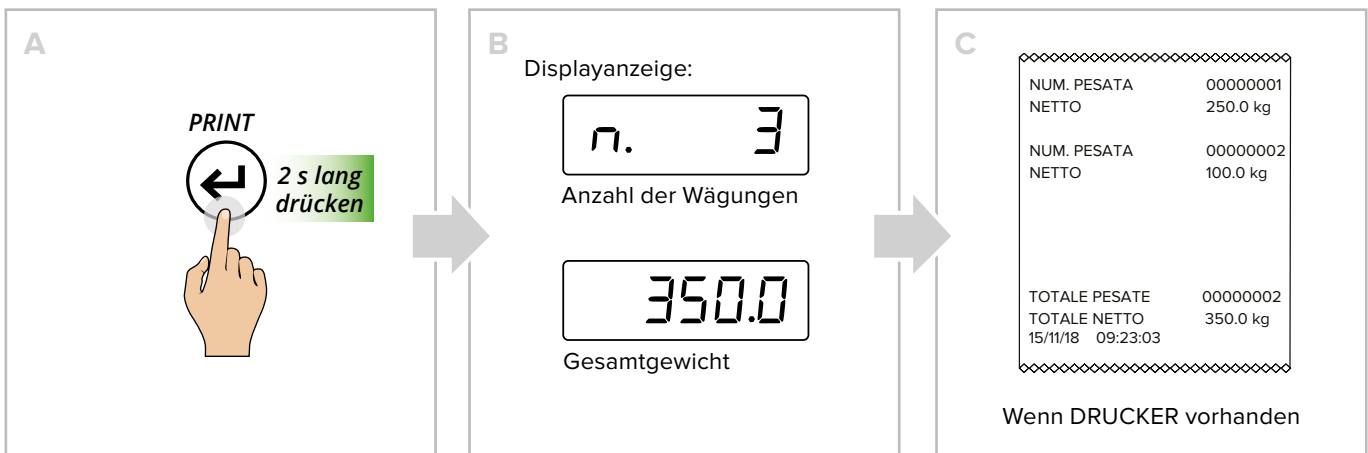 A
PRINT
2 s lang
drücken
B
Displayanzeige:
n. 3
Anzahl der Wägungen
350.0
Gesamtgewicht
C
NUM. PESATA 00000001
NETTO 250.0 kg
NUM. PESATA 00000002
NETTO 100.0 kg
TOTALE PESATE 00000002
TOTALE NETTO 350.0 kg
15/11/18 09:23:03
Wenn DRUCKER vorhanden